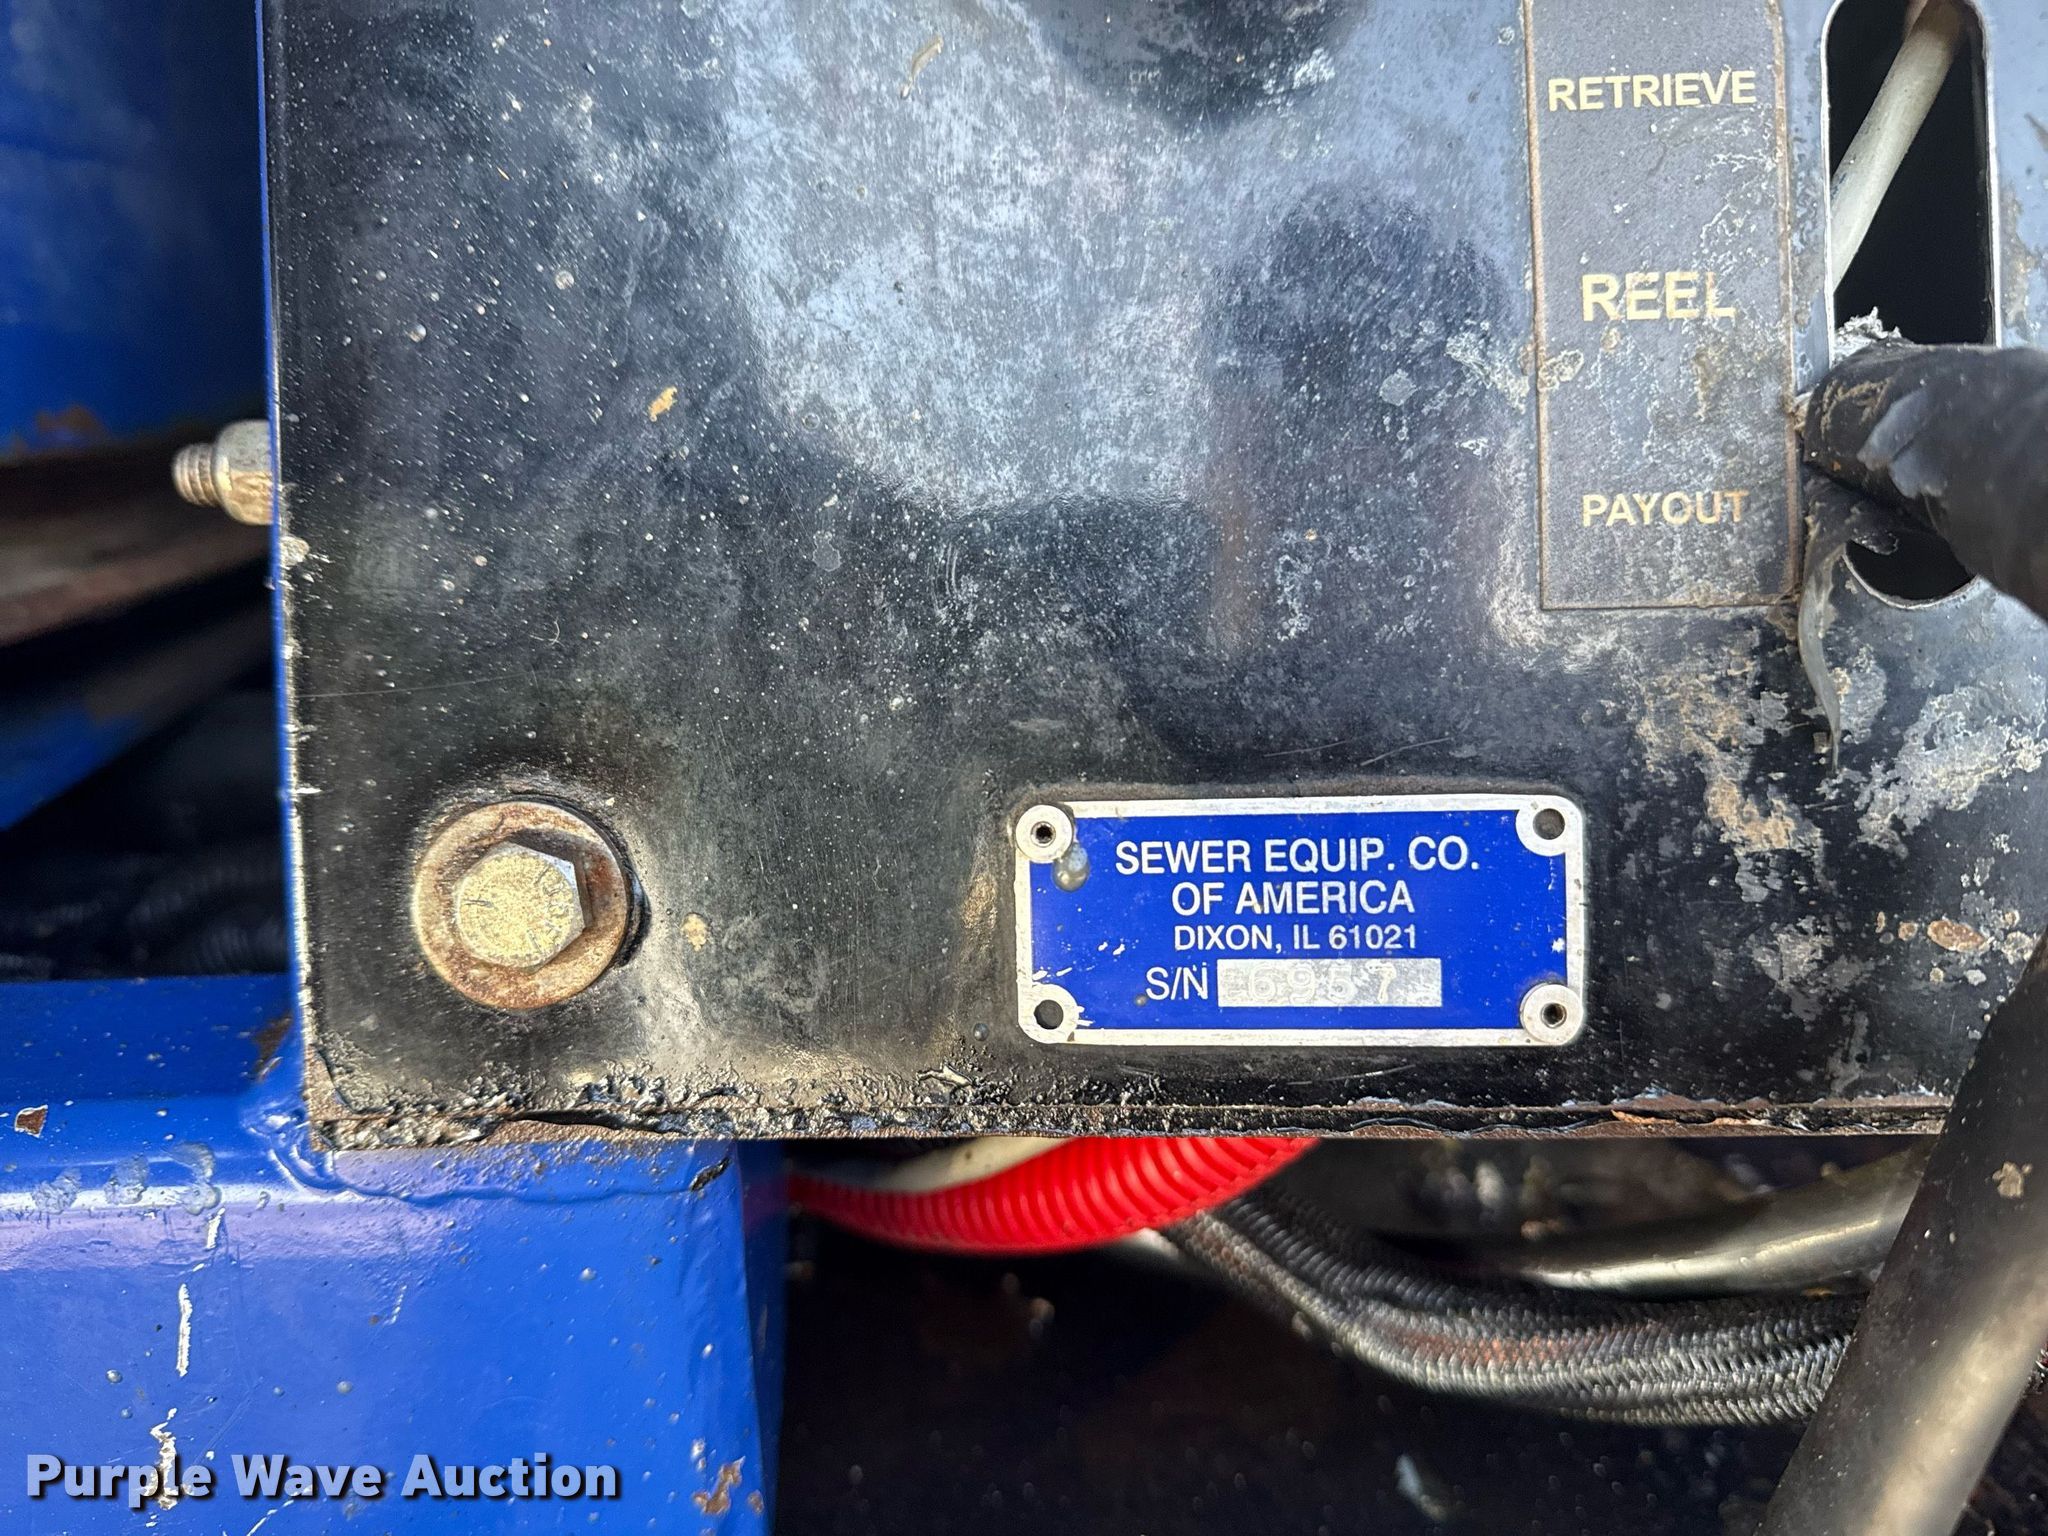 RETRIEVE
REEL
PAYOUT
SEWER EQUIP. CO.
OF AMERICA
DIXON, IL 61021
S/N 6957
Purple Wave Auction